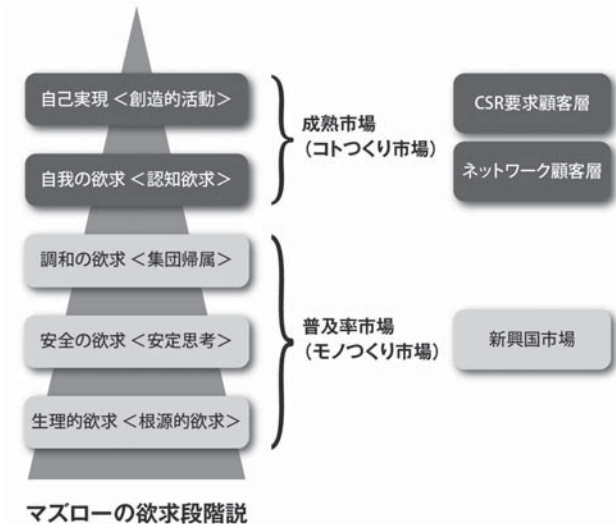 自己実現 <創造的活動>
自我の欲求 <認知欲求>
調和の欲求 <集団帰属>
安全の欲求 <安定思考>
生理的欲求 <根源的欲求>
成熟市場
（コトつくり市場）
普及率市場
（モノつくり市場）
CSR要求顧客層
ネットワーク顧客層
新興国市場
マズローの欲求段階説